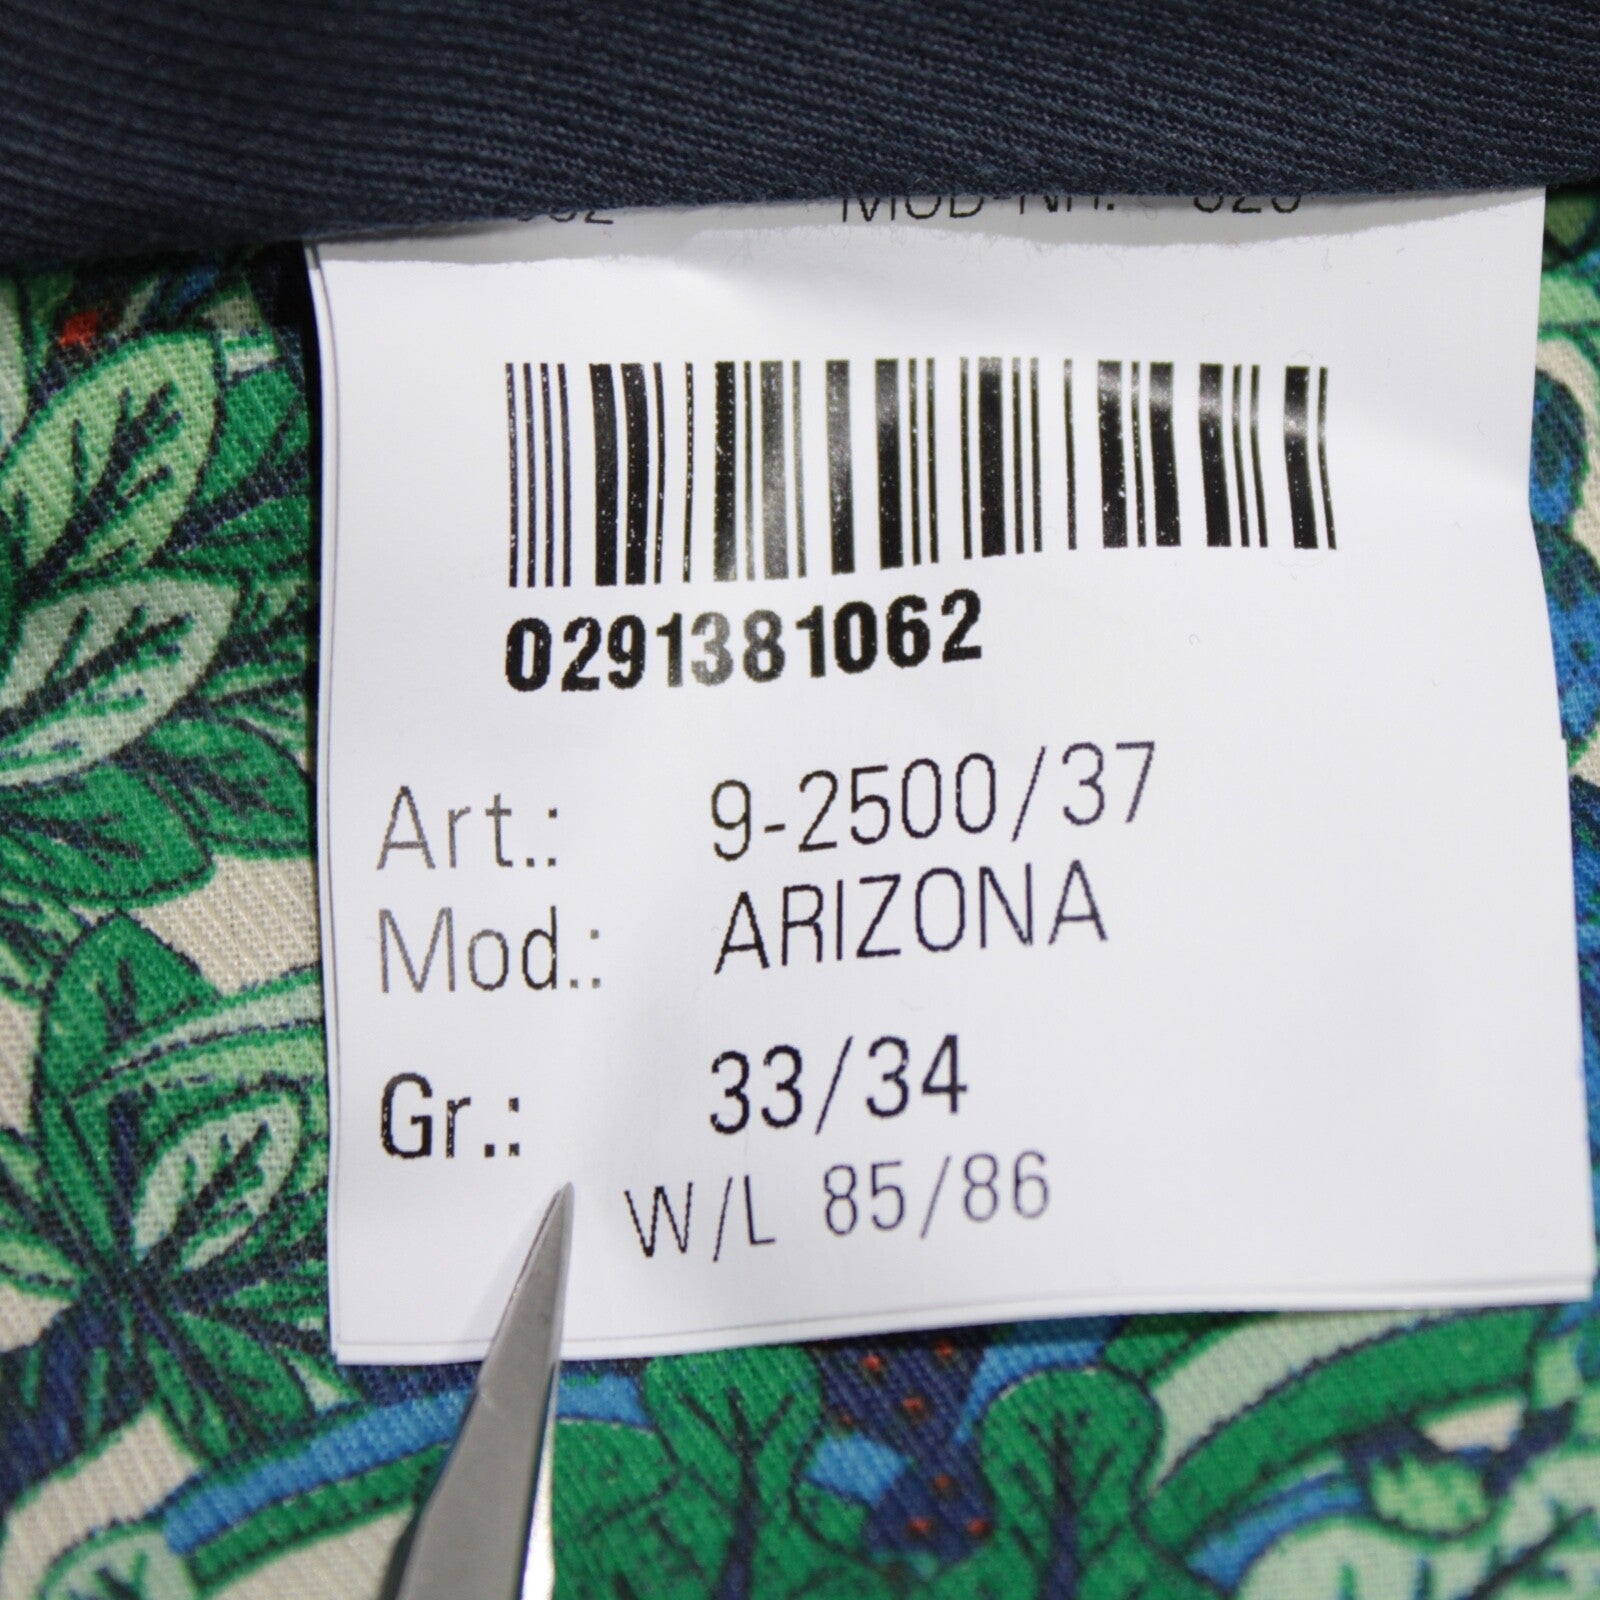 0291381062
Art.: 9-2500/37
Mod.: ARIZONA
Gr.: 33/34
W/L 85/86